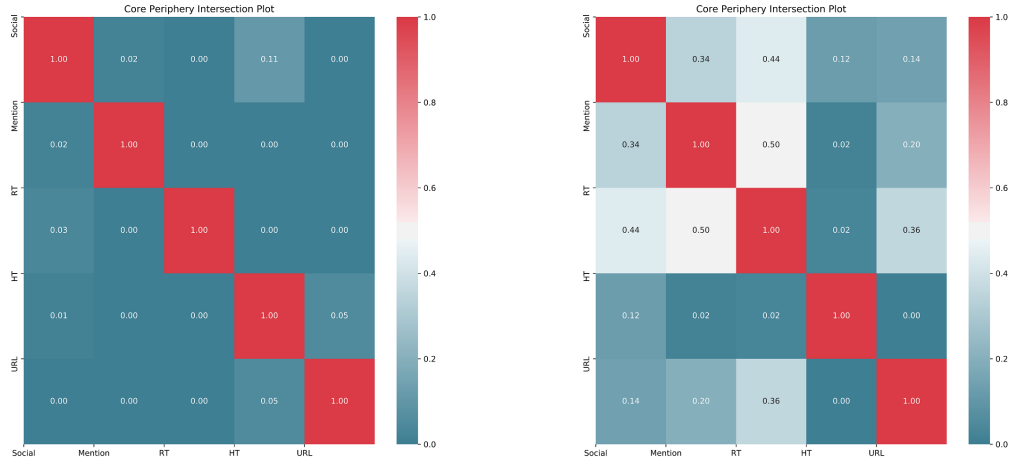 Core Periphery Intersection Plot
Social
1.00 0.02 0.00 0.11 0.00
Mention
0.02 1.00 0.00 0.00 0.00
RT
0.03 0.00 1.00 0.00 0.00
HT
0.01 0.00 0.00 1.00 0.05
URL
0.00 0.00 0.00 0.05 1.00
Social Mention RT HT URL
1.0
0.8
0.6
0.4
0.2
0.0
Core Periphery Intersection Plot
Social
1.00 0.34 0.44 0.12 0.14
Mention
0.34 1.00 0.50 0.02 0.20
RT
0.44 0.50 1.00 0.02 0.36
HT
0.12 0.02 0.02 1.00 0.00
URL
0.14 0.20 0.36 0.00 1.00
Social Mention RT HT URL
1.0
0.8
0.6
0.4
0.2
0.0